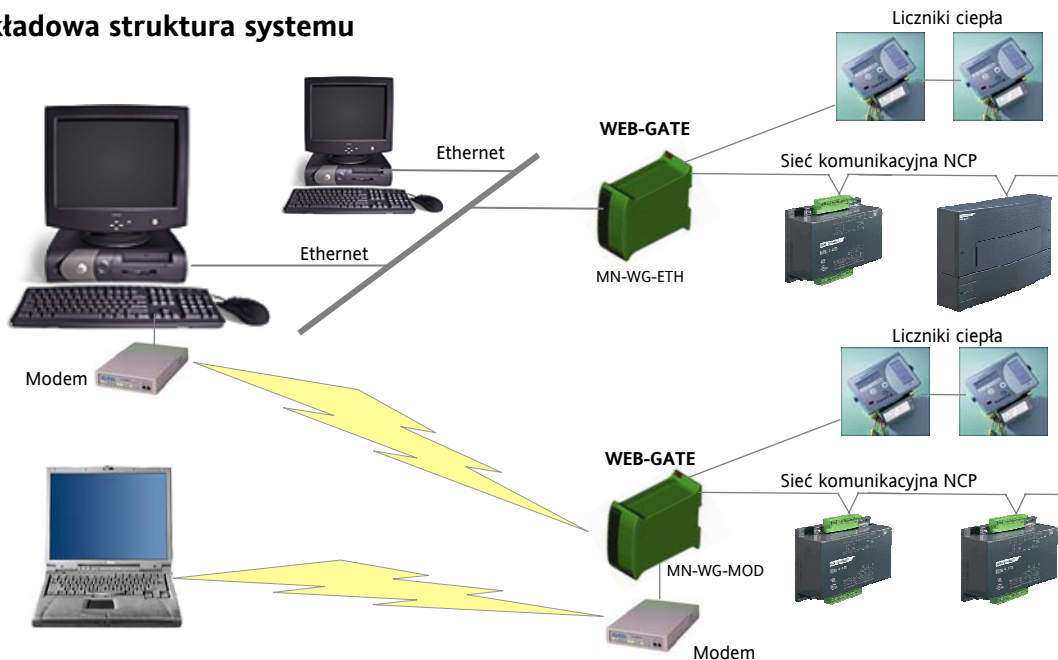 kładowa struktura systemu
Liczniki ciepła
WEB-GATE
Ethernet
Sieć komunikacyjna NCP
Ethernet
MN-WG-ETH
Liczniki ciepła
Modem
WEB-GATE
Sieć komunikacyjna NCP
MN-WG-MOD
Modem